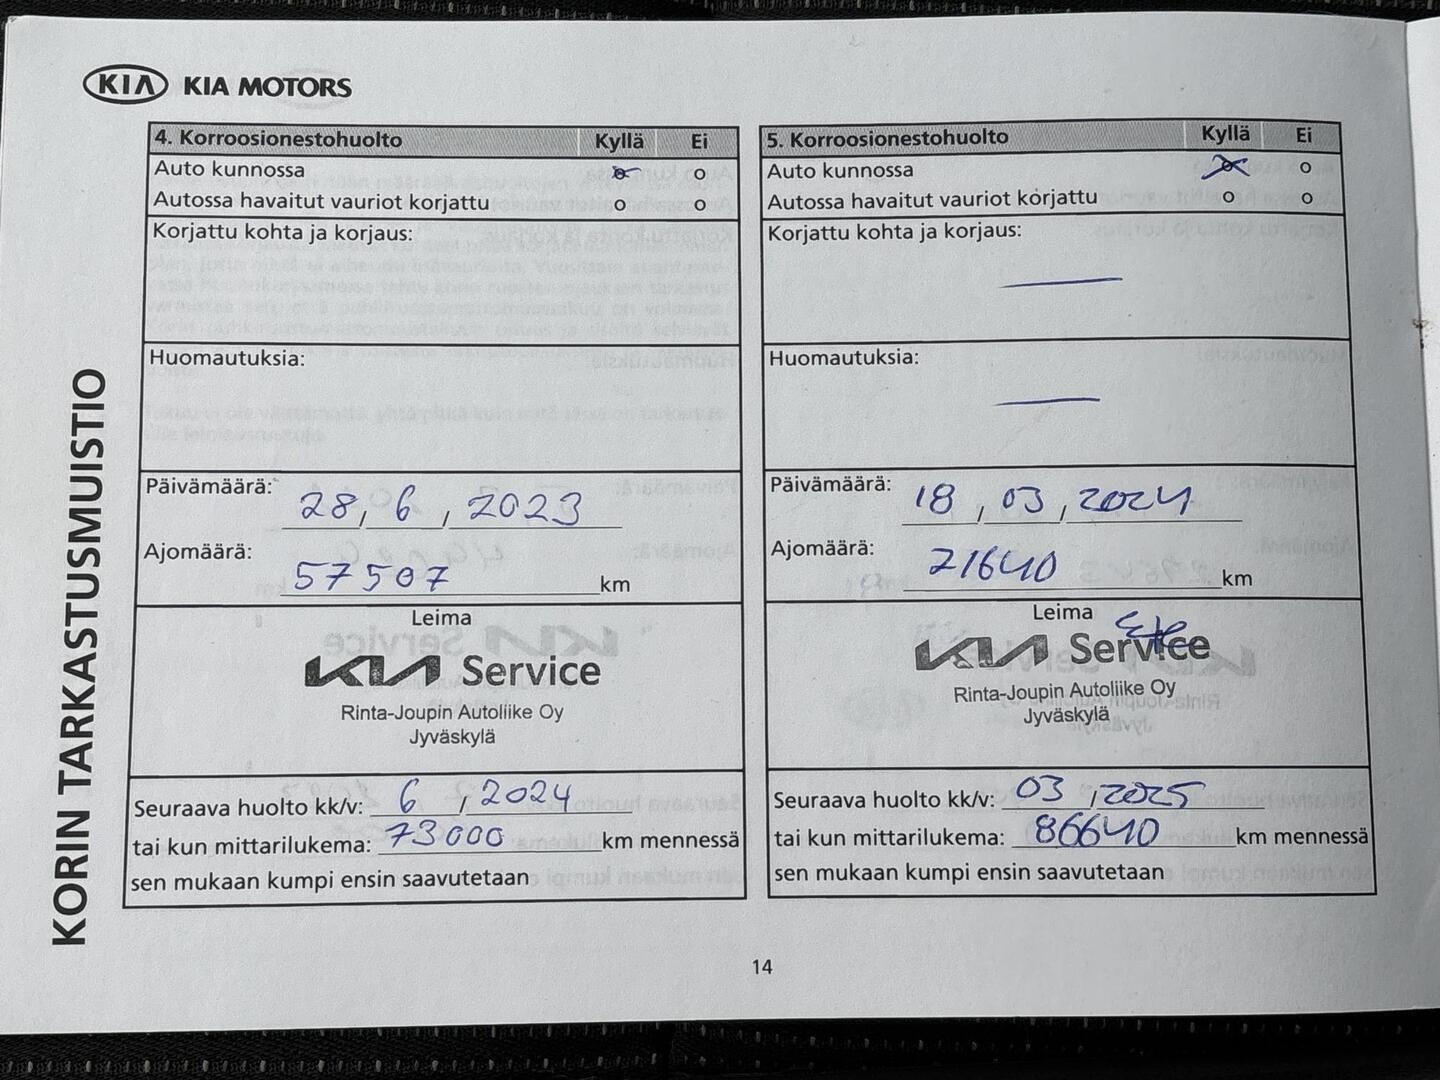 KIA KIA MOTORS
KORIN TARKASTUSMUISTIO
4. Korroosionestohuolto Kyllä Ei
Auto kunnossa o o
Autossa havaitut vauriot korjattu o o
Korjattu kohta ja korjaus:
Huomautuksia:
Päivämäärä: 28, 6, 2023
Ajomäärä: 57507 km
Leima
KIA Service
Rinta-Joupin Autoliike Oy
Jyväskylä
Seuraava huolto kk/v: 6 / 2024
tai kun mittarilukema: 73000 km mennessä
sen mukaan kumpi ensin saavutetaan
5. Korroosionestohuolto Kyllä Ei
Auto kunnossa o o
Autossa havaitut vauriot korjattu o o
Korjattu kohta ja korjaus:
Huomautuksia:
Päivämäärä: 18, 03, 2024
Ajomäärä: 71640 km
Leima
KIA Service
Rinta-Joupin Autoliike Oy
Jyväskylä
Seuraava huolto kk/v: 03 / 2025
tai kun mittarilukema: 86640 km mennessä
sen mukaan kumpi ensin saavutetaan
14